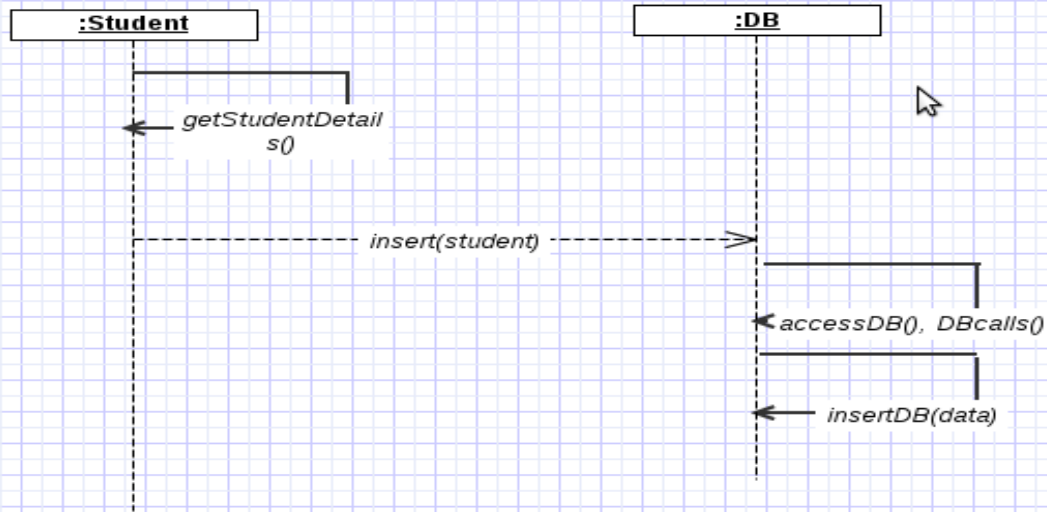 :Student
:DB
getStudentDetail
s()
insert(student)
accessDB(), DBcalls()
insertDB(data)